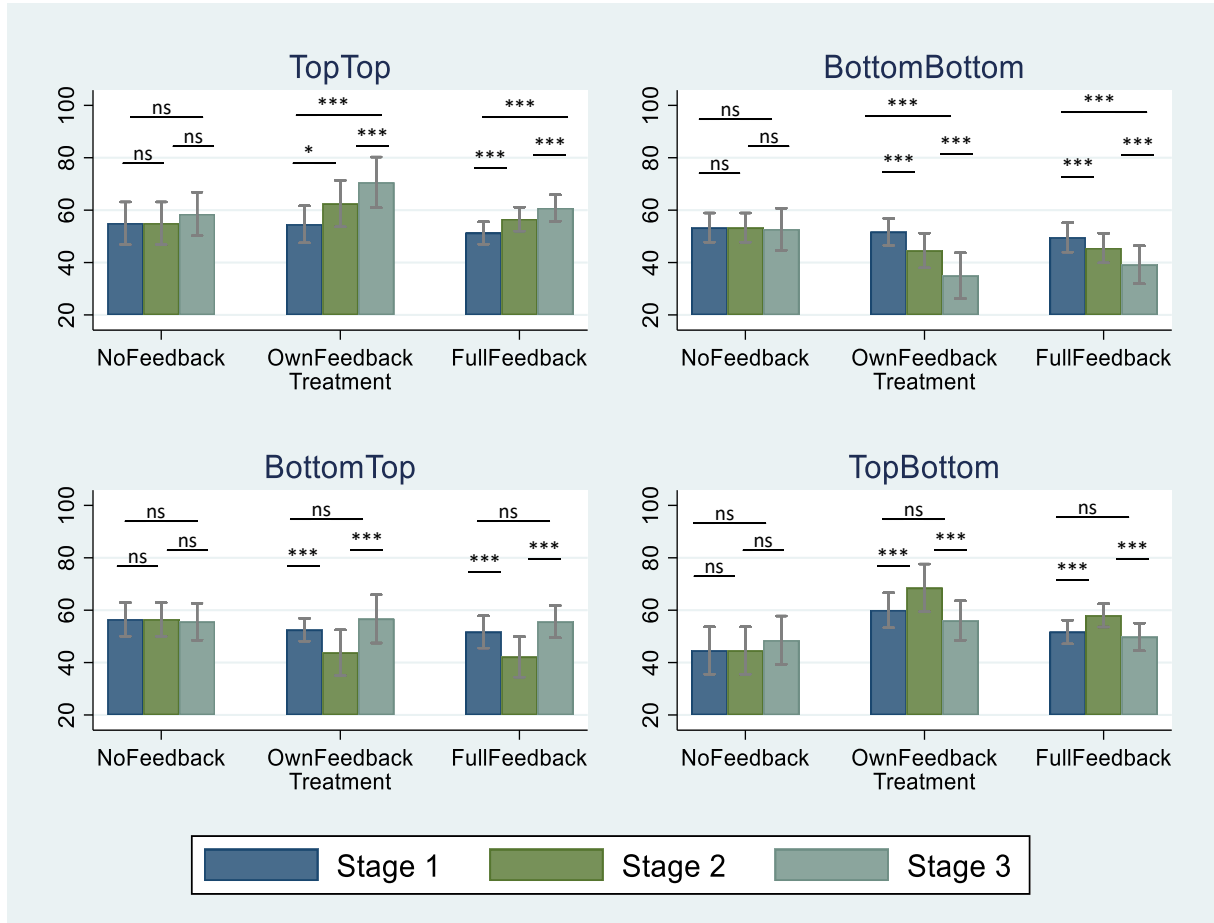 TopTop
100
80
60
40
20
ns
ns
ns
***
*
***
***
***
***
NoFeedback OwnFeedback FullFeedback
Treatment
BottomBottom
100
80
60
40
20
ns
ns
ns
***
***
***
***
***
***
NoFeedback OwnFeedback FullFeedback
Treatment
BottomTop
100
80
60
40
20
ns
ns
ns
ns
***
***
ns
***
***
NoFeedback OwnFeedback FullFeedback
Treatment
TopBottom
100
80
60
40
20
ns
ns
ns
ns
***
***
ns
***
***
NoFeedback OwnFeedback FullFeedback
Treatment
Stage 1 Stage 2 Stage 3